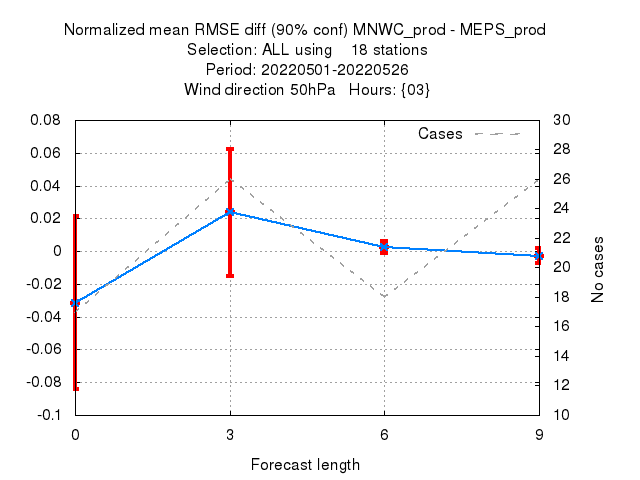 Normalized mean RMSE diff (90% conf) MNWC_prod - MEPS_prod
Selection: ALL using    18 stations
Period: 20220501-20220526
Wind direction 50hPa   Hours: {03}
Cases
0.08
0.06
0.04
0.02
0
-0.02
-0.04
-0.06
-0.08
-0.1
30
28
26
24
22
20
18
16
14
12
10
No cases
0 3 6 9
Forecast length